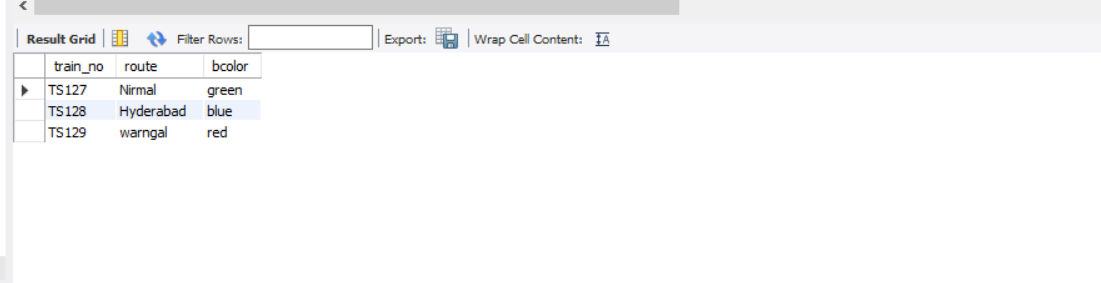 Result Grid Filter Rows: Export: Wrap Cell Content:
train_no route bcolor
TS127 Nirmal green
TS128 Hyderabad blue
TS129 warngal red